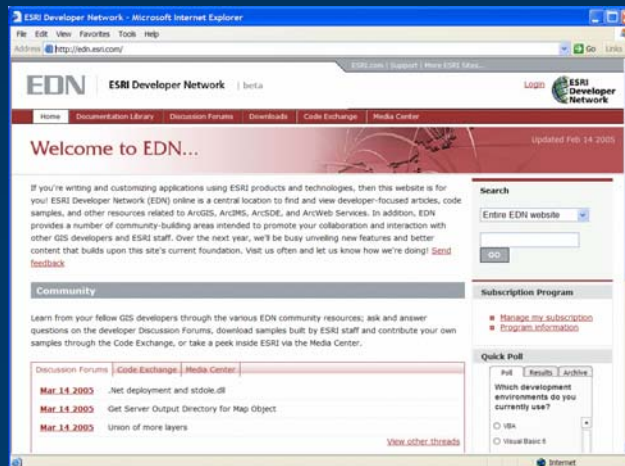 ESRI Developer Network - Microsoft Internet Explorer
File Edit View Favorites Tools Help
Address http://edn.esri.com/ Go Links
ESRI.com | Support | More ESRI Sites...
EDN ESRI Developer Network | beta
Login ESRI Developer Network
Home Documentation Library Discussion Forums Downloads Code Exchange Media Center
Welcome to EDN...
Updated Feb 14 2005
If you're writing and customizing applications using ESRI products and technologies, then this website is for
you! ESRI Developer Network (EDN) online is a central location to find and view developer-focused articles, code
samples, and other resources related to ArcGIS, ArcIMS, ArcSDE, and ArcWeb Services. In addition, EDN
provides a number of community-building areas intended to promote your collaboration and interaction with
other GIS developers and ESRI staff. Over the next year, we'll be busy unveiling new features and better
content that builds upon this site's current foundation. Visit us often and let us know how we're doing! Send
feedback
Search
Entire EDN website
GO
Community
Learn from your fellow GIS developers through the various EDN community resources; ask and answer
questions on the developer Discussion Forums, download samples built by ESRI staff and contribute your own
samples through the Code Exchange, or take a peek inside ESRI via the Media Center.
Subscription Program
Manage my subscription
Program information
Discussion Forums Code Exchange Media Center
Mar 14 2005 .Net deployment and stdole.dll
Mar 14 2005 Get Server Output Directory for Map Object
Mar 14 2005 Union of more layers
View other threads
Quick Poll
Poll Results Archive
Which development
environments do you
currently use?
VBA
Visual Basic 6
Internet